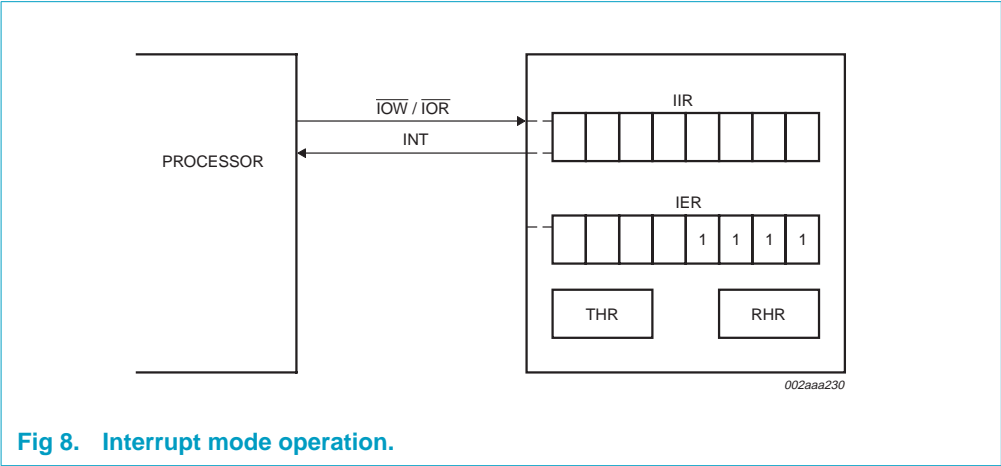 IIR
IOW / IOR
INT
PROCESSOR
IER
1 1 1 1
THR
RHR
002aaa230
Fig 8. Interrupt mode operation.